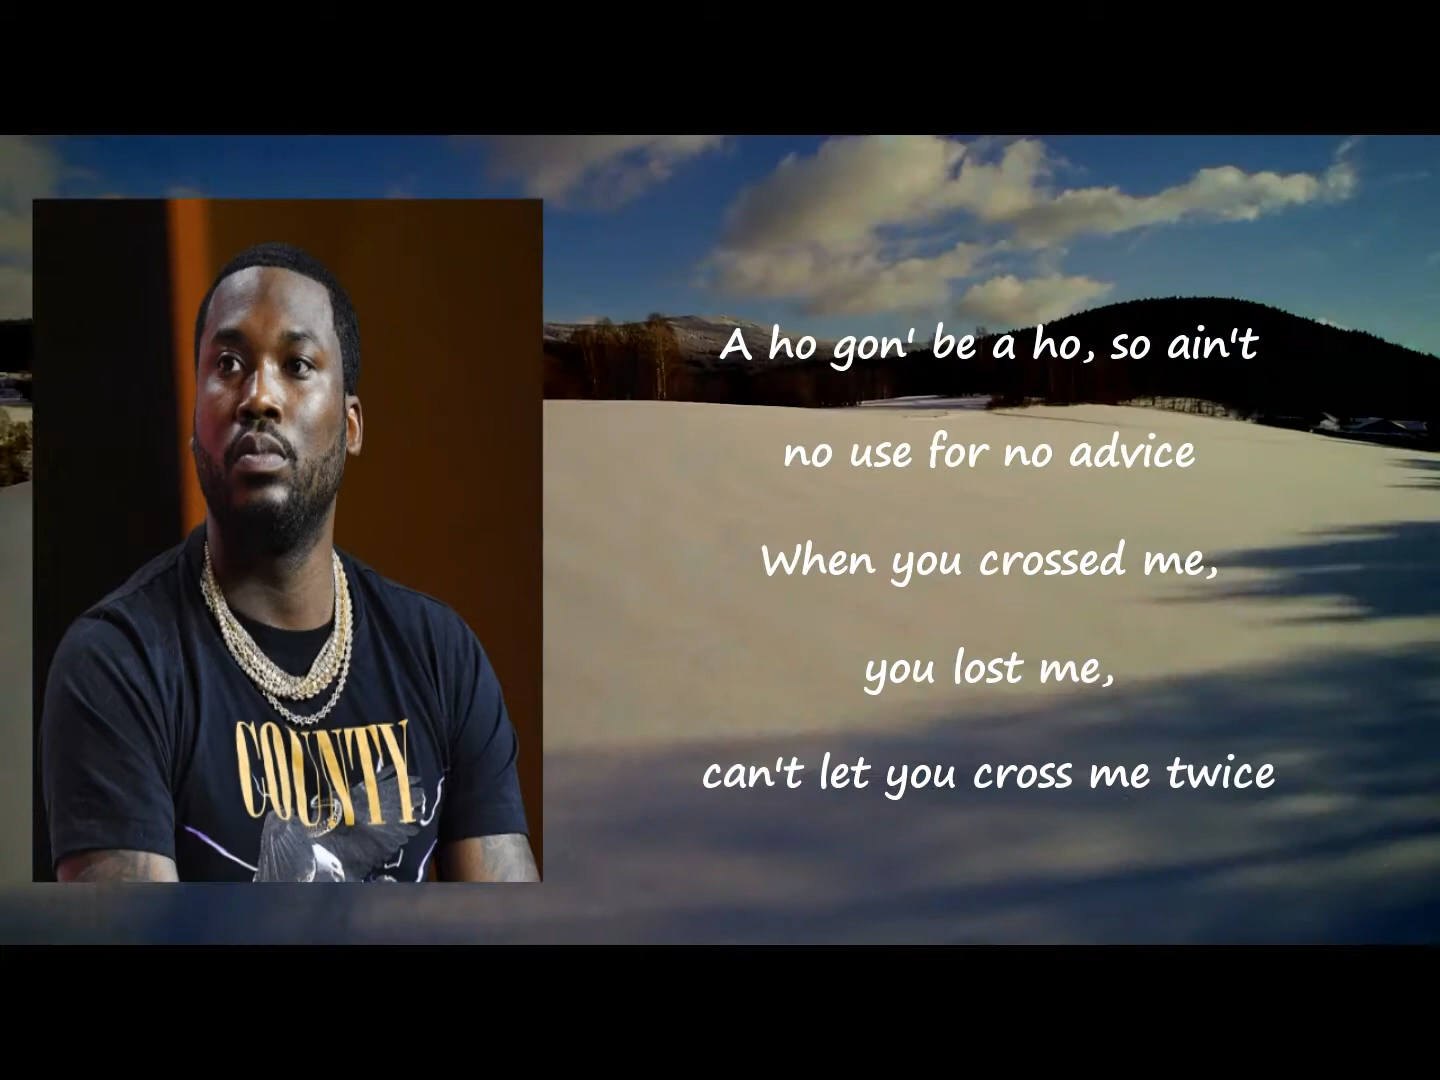 COUNTY
A ho gon' be a ho, so ain't
no use for no advice
When you crossed me,
you lost me,
can't let you cross me twice